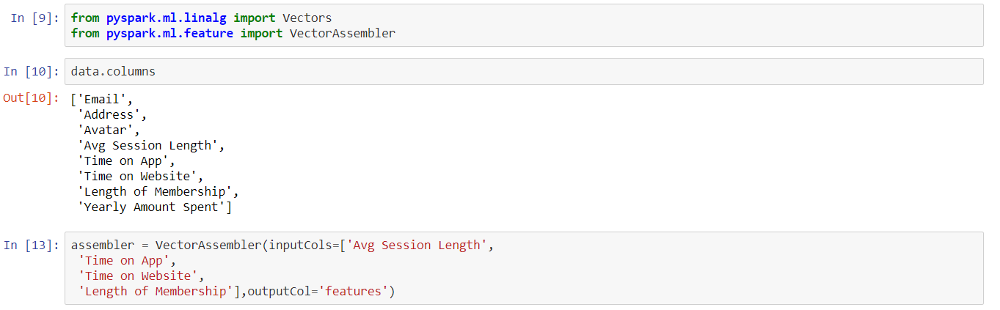 In [9]: from pyspark.ml.linalg import Vectors
from pyspark.ml.feature import VectorAssembler
In [10]: data.columns
Out[10]: ['Email',
'Address',
'Avatar',
'Avg Session Length',
'Time on App',
'Time on Website',
'Length of Membership',
'Yearly Amount Spent']
In [13]: assembler = VectorAssembler(inputCols=['Avg Session Length',
'Time on App',
'Time on Website',
'Length of Membership'],outputCol='features')